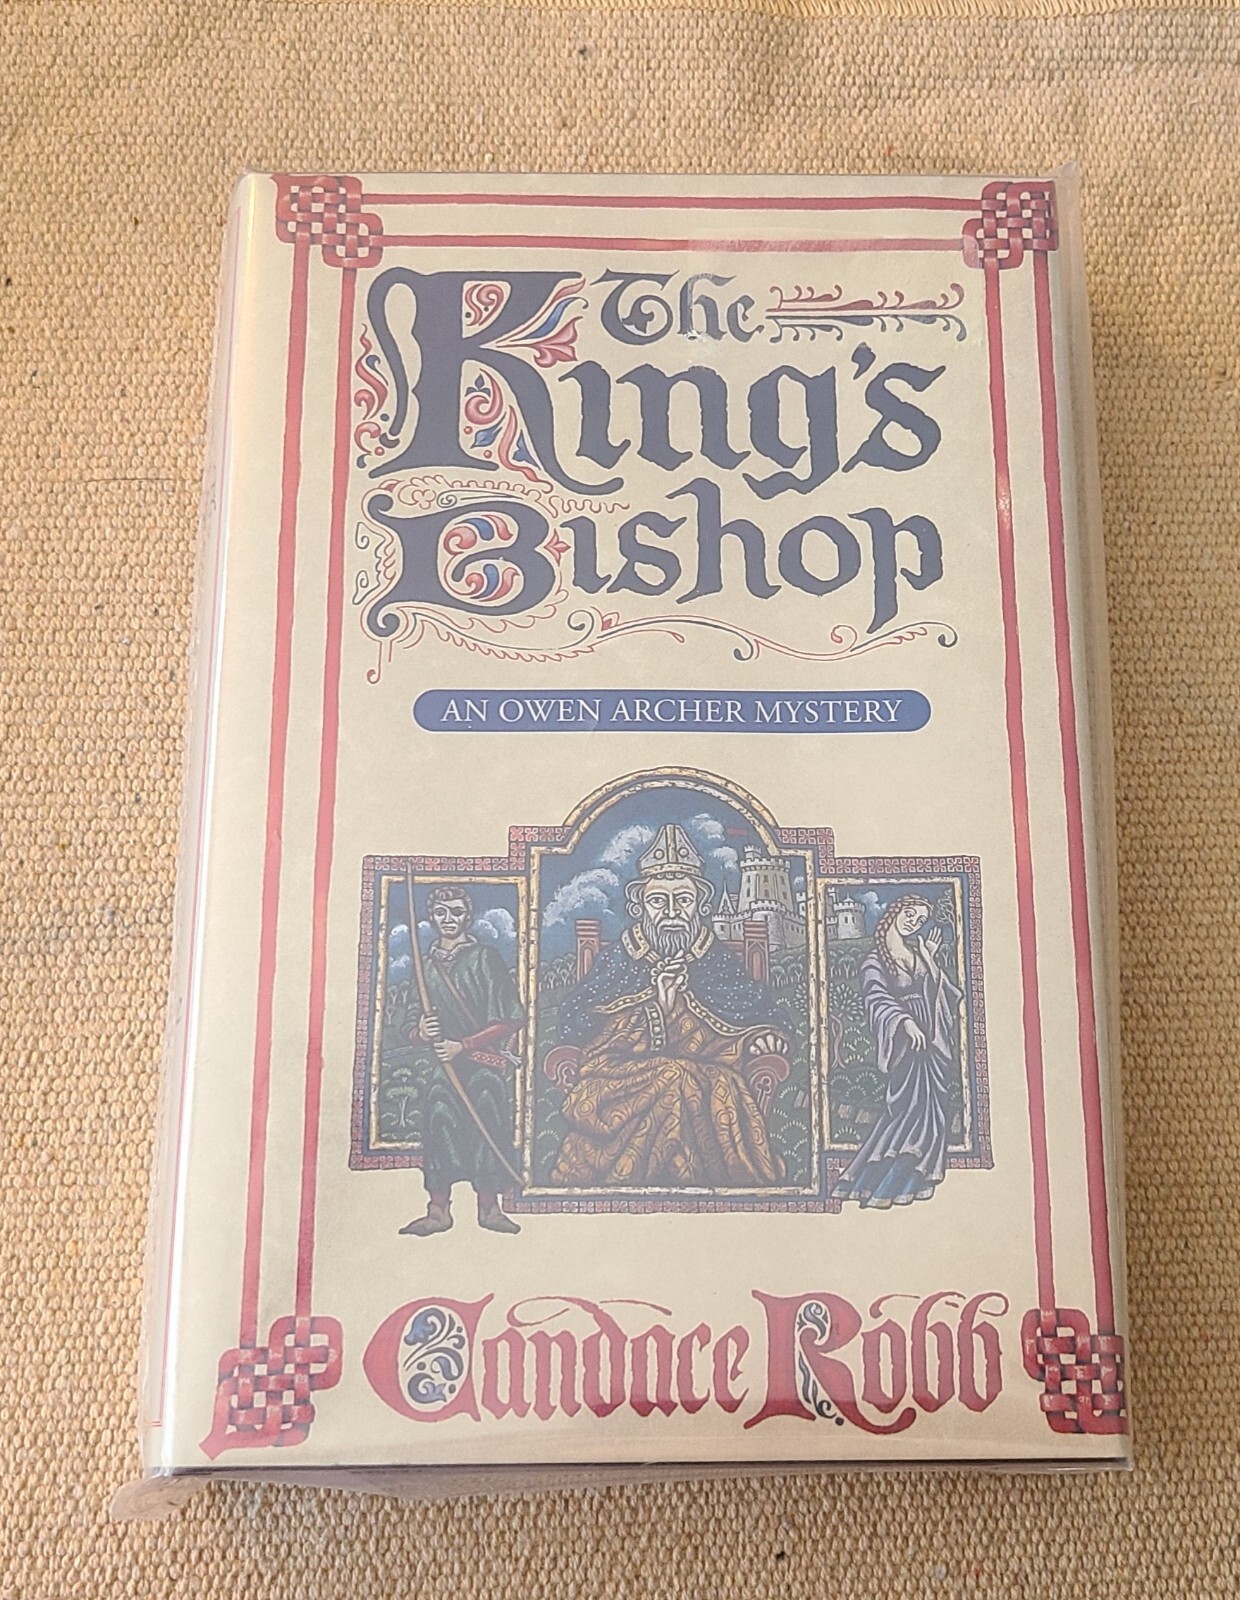 The
King's
Bishop
AN OWEN ARCHER MYSTERY
Candace Robb